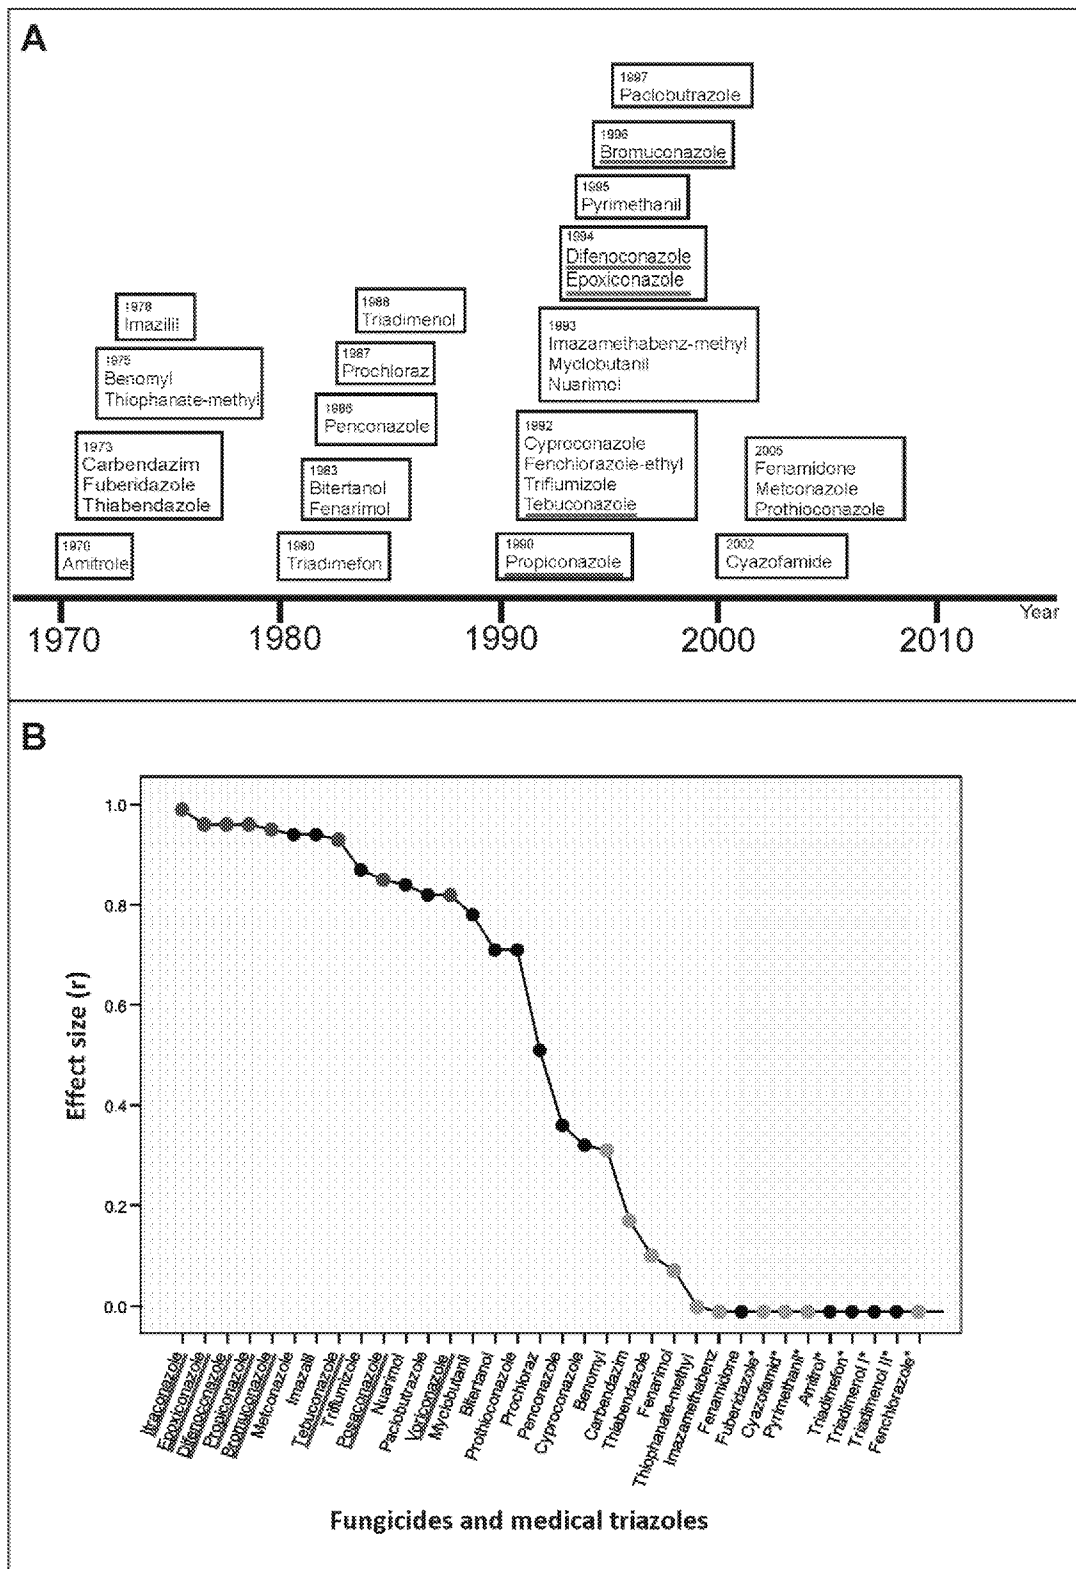 A
1997
Paclobutrazole
1996
Bromuconazole
1995
Pyrimethanil
1994
Difenoconazole
Epoxiconazole
1993
Imazamethabenz-methyl
Myclobutanil
Nuarimol
1992
Cyproconazole
Fenchlorazole-ethyl
Triflumizole
Tebuconazole
1990
Propiconazole
1988
Triadimenol
1987
Prochloraz
1986
Penconazole
1983
Bitertanol
Fenarimol
1980
Triadimefon
1978
Imazilil
1975
Benomyl
Thiophanate-methyl
1973
Carbendazim
Fuberidazole
Thiabendazole
1970
Amitrole
2005
Fenamidone
Metconazole
Prothioconazole
2002
Cyazofamide
Year
1970 1980 1990 2000 2010
B
1.0
0.8
0.6
0.4
0.2
0.0
Effect size (r)
Itraconazole
Epoxiconazole
Difenoconazole
Propiconazole
Bromuconazole
Metconazole
Imazalil
Tebuconazole
Triflumizole
Posaconazole
Nuarimol
Paclobutrazole
Voriconazole
Myclobutanil
Bitertanol
Prothioconazole
Prochloraz
Penconazole
Cyproconazole
Benomyl
Carbendazim
Thiabendazole
Fenarimol
Thiophanate-methyl
Imazamethabenz
Fenamidone
Fuberidazole*
Cyazofamid*
Pyrimethanil*
Amitrol*
Triadimefon*
Triadimenol I*
Triadimenol II*
Fenchlorazols*
Fungicides and medical triazoles